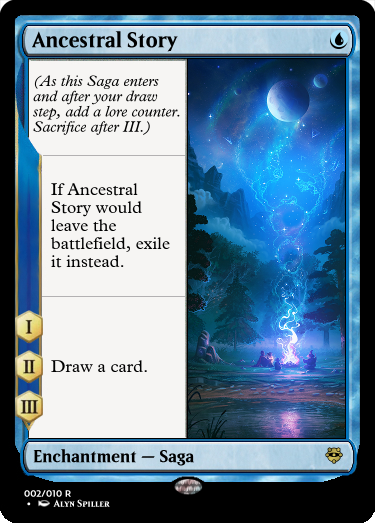 Ancestral Story
(As this Saga enters
and after your draw
step, add a lore counter.
Sacrifice after III.)
If Ancestral
Story would
leave the
battlefield, exile
it instead.
I
II
III
Draw a card.
Enchantment — Saga
002/010 R
• Alyn Spiller